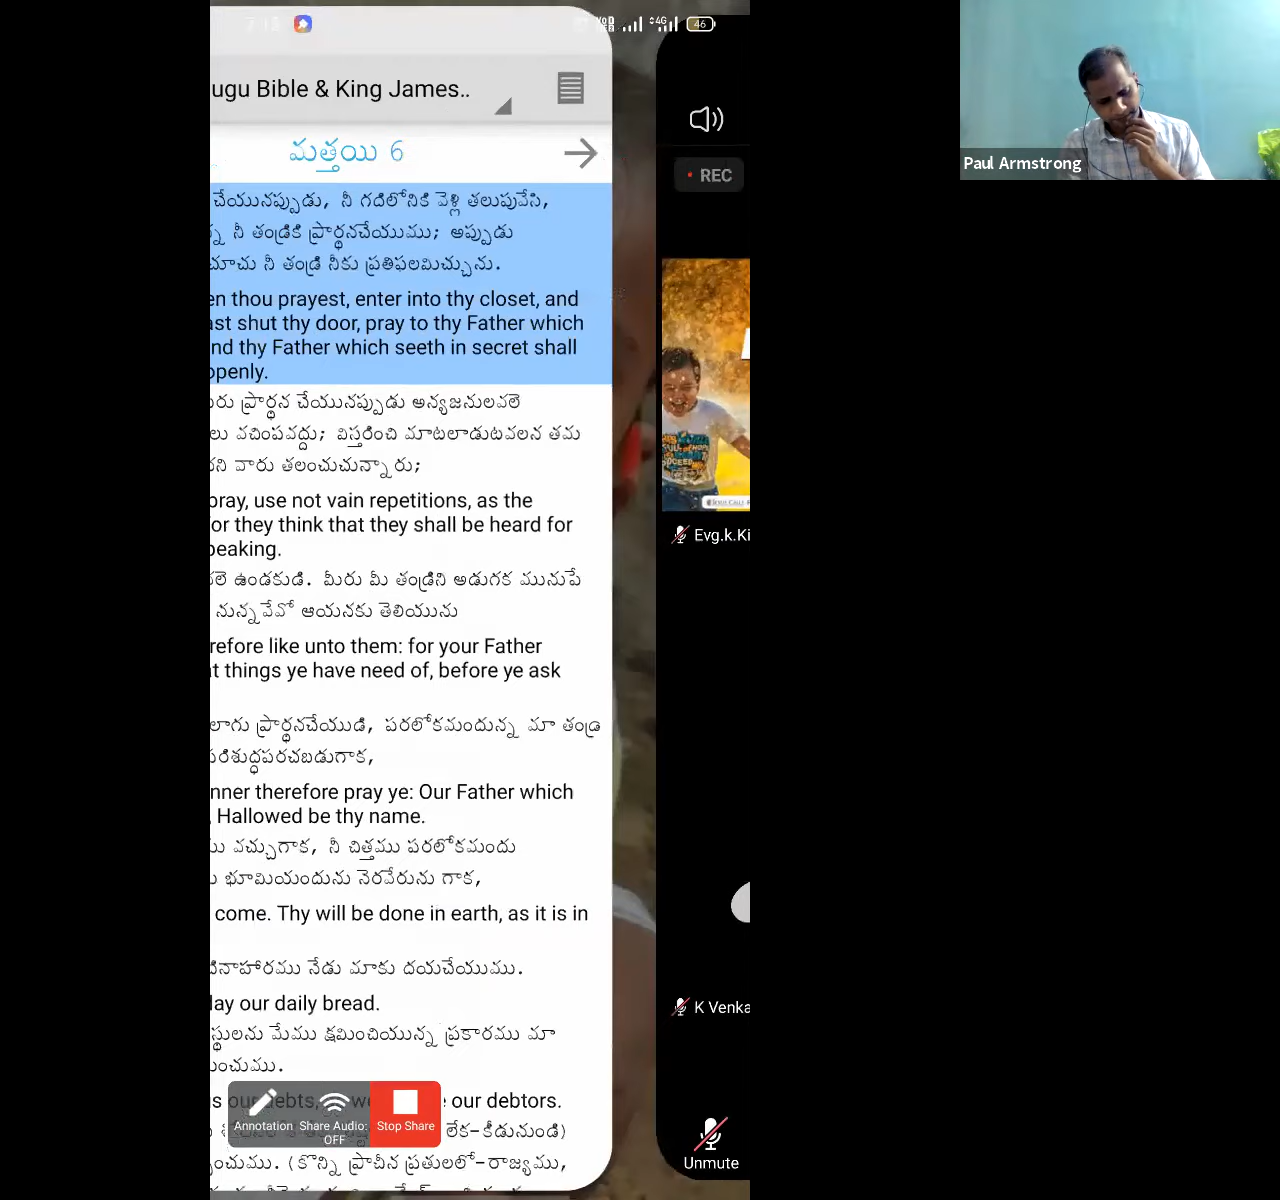 46
ugu Bible & King James..
REC
మత్తయి 6
Paul Armstrong
చేయునప్పుడు, నీ గదిలోనికి వెళ్లి తలుపువేసి,
న్న నీ తండ్రికి ప్రార్థనచేయుము; అప్పుడు
చూచు నీ తండ్రి నీకు ప్రతిఫలమిచ్చును.
en thou prayest, enter into thy closet, and
ast shut thy door, pray to thy Father which
nd thy Father which seeth in secret shall
openly.
రు ప్రార్థన చేయునప్పుడు అన్యజనులవలె
లు వచింపవద్దు; విస్తరించి మాటలాడుటవలన తమ
నని వారు తలంచుచున్నారు;
pray, use not vain repetitions, as the
or they think that they shall be heard for
peaking.
Evg.k.Ki
వలె ఉండకుడి. మీరు మీ తండ్రిని అడుగక మునుపే
నున్నవేవో ఆయనకు తెలియును
refore like unto them: for your Father
at things ye have need of, before ye ask
లాగు ప్రార్థనచేయుడి, పరలోకమందున్న మా తండ్రి
పరిశుద్ధపరచబడుగాక,
nner therefore pray ye: Our Father which
, Hallowed be thy name.
ము వచ్చుగాక, నీ చిత్తము పరలోకమందు
భూమియందును నెరవేరును గాక,
come. Thy will be done in earth, as it is in
దినాహారము నేడు మాకు దయచేయుము.
day our daily bread.
K Venka
స్థులను మేము క్షమించియున్న ప్రకారము మా
ంచుము.
our debtors.
Annotation
Share Audio: OFF
Stop Share
లేక-కీడునుండి)
ంచుము. (కొన్ని ప్రాచీన ప్రతులలో-రాజ్యము,
Unmute